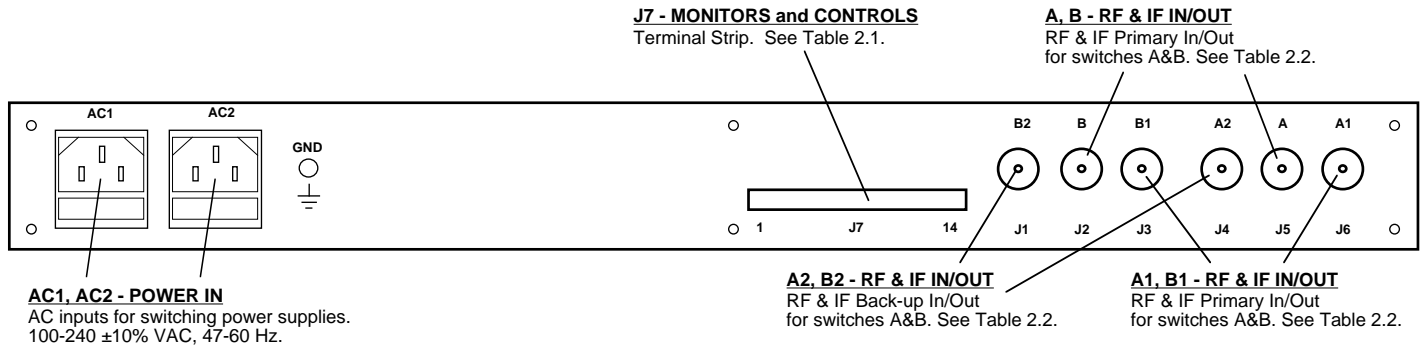 J7 - MONITORS and CONTROLS
Terminal Strip. See Table 2.1.
A, B - RF & IF IN/OUT
RF & IF Primary In/Out
for switches A&B. See Table 2.2.
AC1 AC2
GND
B2 B B1 A2 A A1
1 J7 14
J1 J2 J3 J4 J5 J6
AC1, AC2 - POWER IN
AC inputs for switching power supplies.
100-240 ±10% VAC, 47-60 Hz.
A2, B2 - RF & IF IN/OUT
RF & IF Back-up In/Out
for switches A&B. See Table 2.2.
A1, B1 - RF & IF IN/OUT
RF & IF Primary In/Out
for switches A&B. See Table 2.2.